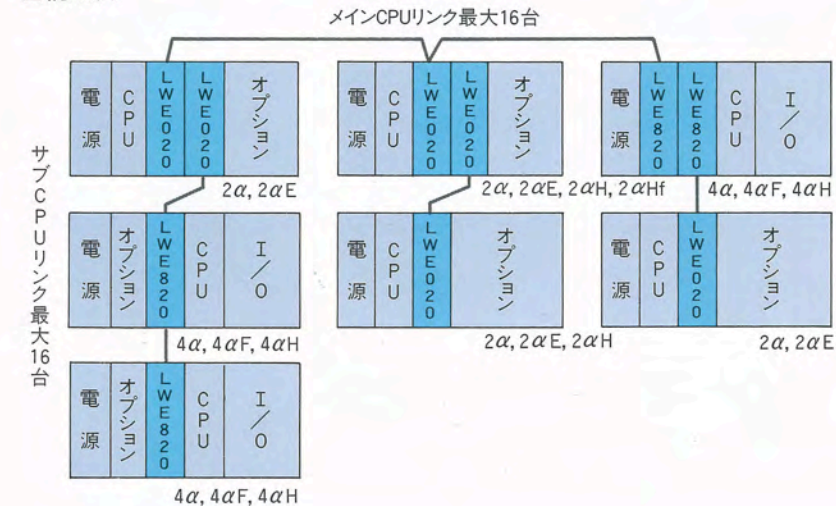 メインCPUリンク最大16台
サブCPUリンク最大16台
電源
CPU
LWE020
LWE020
オプション
2α, 2αE
電源
CPU
LWE020
LWE020
オプション
2α, 2αE, 2αH, 2αHf
電源
LWE820
LWE820
CPU
I/O
4α, 4αF, 4αH
電源
オプション
LWE820
CPU
I/O
4α, 4αF, 4αH
電源
CPU
LWE020
オプション
2α, 2αE, 2αH
電源
CPU
LWE020
オプション
2α, 2αE
電源
オプション
LWE820
CPU
I/O
4α, 4αF, 4αH